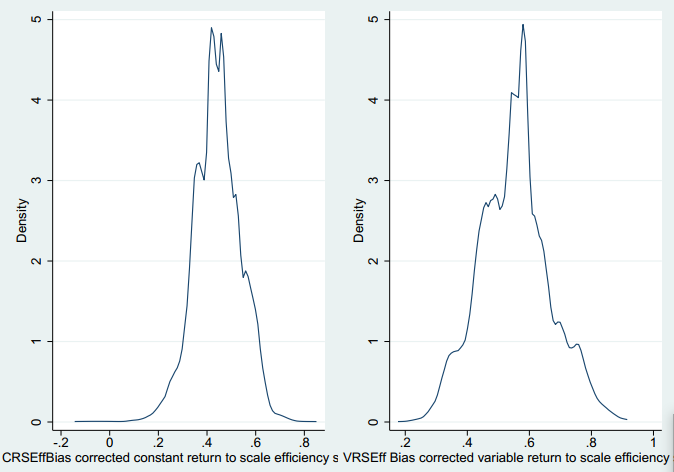 5
4
3
2
1
0
Density
-.2 0 .2 .4 .6 .8
CRSEffBias corrected constant return to scale efficiency s
5
4
3
2
1
0
Density
.2 .4 .6 .8 1
VRSEff Bias corrected variable return to scale efficiency